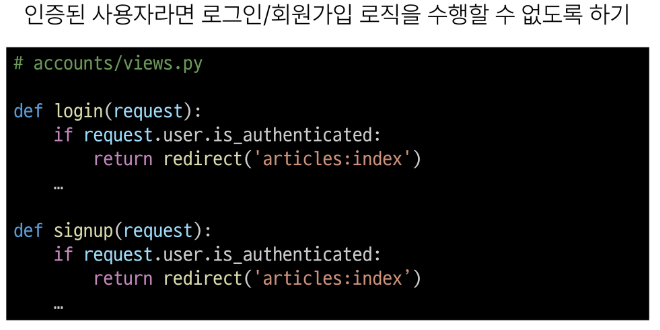 인증된 사용자라면 로그인/회원가입 로직을 수행할 수 없도록 하기
# accounts/views.py
def login(request):
    if request.user.is_authenticated:
        return redirect('articles:index')
    …
def signup(request):
    if request.user.is_authenticated:
        return redirect('articles:index’)
    …